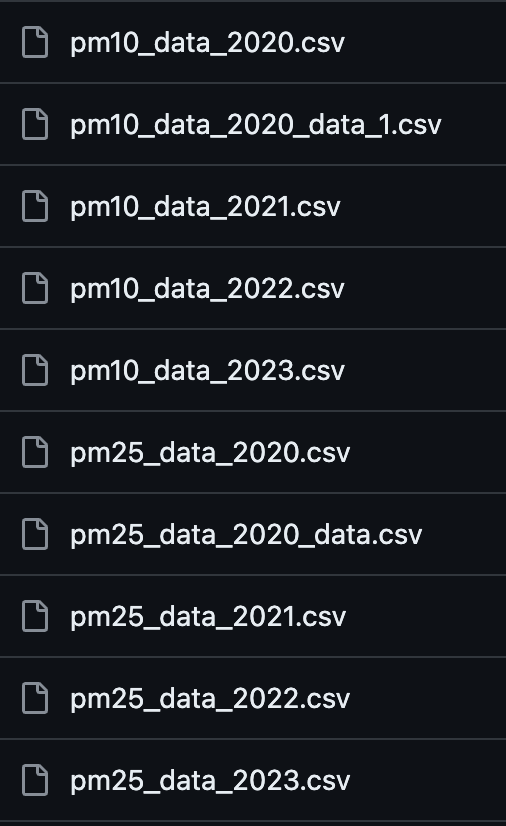 pm10_data_2020.csv
pm10_data_2020_data_1.csv
pm10_data_2021.csv
pm10_data_2022.csv
pm10_data_2023.csv
pm25_data_2020.csv
pm25_data_2020_data.csv
pm25_data_2021.csv
pm25_data_2022.csv
pm25_data_2023.csv